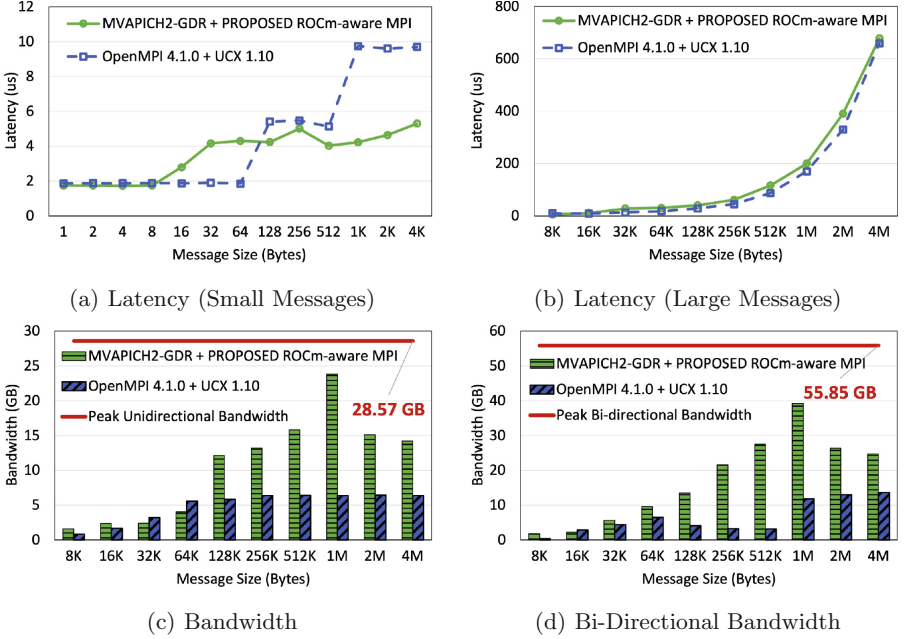 12
10
8
6
4
2
0
Latency (us)
MVAPICH2-GDR + PROPOSED ROCm-aware MPI
OpenMPI 4.1.0 + UCX 1.10
1 2 4 8 16 32 64 128 256 512 1K 2K 4K
Message Size (Bytes)
(a) Latency (Small Messages)
800
600
400
200
0
Latency (us)
MVAPICH2-GDR + PROPOSED ROCm-aware MPI
OpenMPI 4.1.0 + UCX 1.10
8K 16K 32K 64K 128K 256K 512K 1M 2M 4M
Message Size (Bytes)
(b) Latency (Large Messages)
30
25
20
15
10
5
0
Bandwidth (GB)
MVAPICH2-GDR + PROPOSED ROCm-aware MPI
OpenMPI 4.1.0 + UCX 1.10
Peak Unidirectional Bandwidth
28.57 GB
8K 16K 32K 64K 128K 256K 512K 1M 2M 4M
Message Size (Bytes)
(c) Bandwidth
60
50
40
30
20
10
0
Bandwidth (GB)
MVAPICH2-GDR + PROPOSED ROCm-aware MPI
OpenMPI 4.1.0 + UCX 1.10
Peak Bi-directional Bandwidth
55.85 GB
8K 16K 32K 64K 128K 256K 512K 1M 2M 4M
Message Size (Bytes)
(d) Bi-Directional Bandwidth